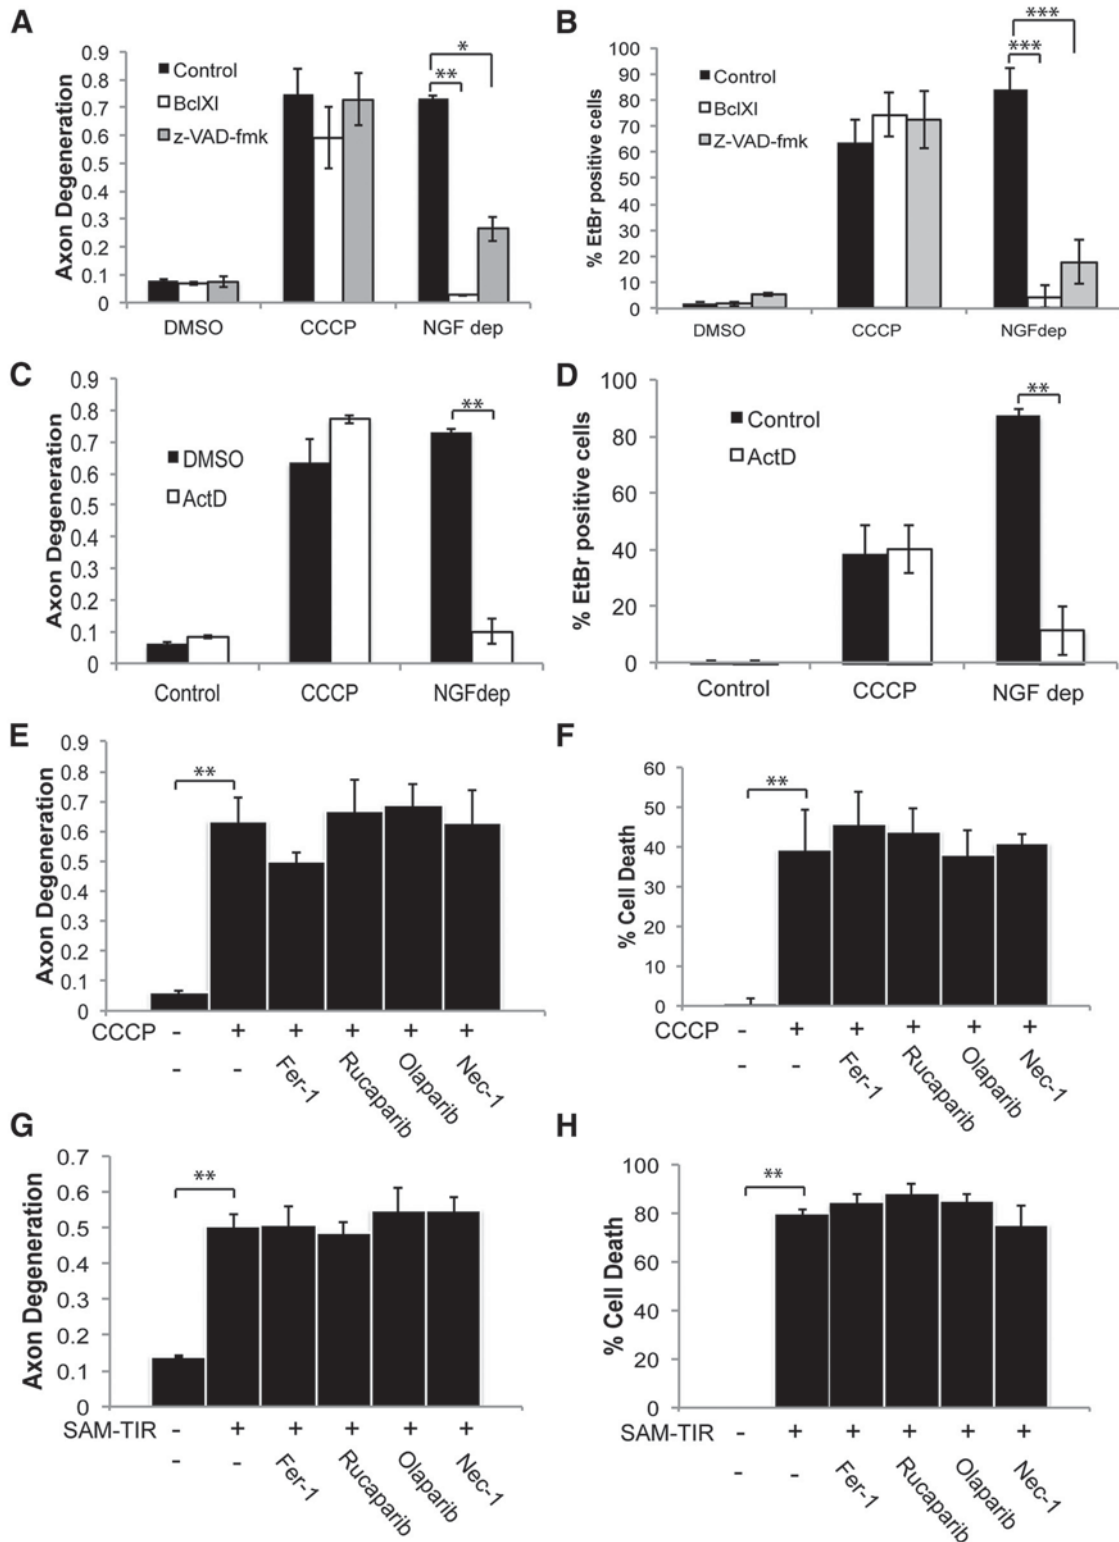 A
Axon Degeneration
0.9
0.8
0.7
0.6
0.5
0.4
0.3
0.2
0.1
0
Control
BclXl
z-VAD-fmk
**
*
DMSO CCCP NGF dep
B
% EtBr positive cells
100
90
80
70
60
50
40
30
20
10
0
Control
BclXl
Z-VAD-fmk
***
***
DMSO CCCP NGFdep
C
Axon Degeneration
0.9
0.8
0.7
0.6
0.5
0.4
0.3
0.2
0.1
0
DMSO
ActD
**
Control CCCP NGFdep
D
% EtBr positive cells
100
80
60
40
20
0
Control
ActD
**
Control CCCP NGF dep
E
Axon Degeneration
0.9
0.8
0.7
0.6
0.5
0.4
0.3
0.2
0.1
0
**
CCCP - + + + + +
- - Fer-1 Rucaparib Olaparib Nec-1
F
% Cell Death
60
50
40
30
20
10
0
**
CCCP - + + + + +
- - Fer-1 Rucaparib Olaparib Nec-1
G
Axon Degeneration
0.7
0.6
0.5
0.4
0.3
0.2
0.1
0
**
SAM-TIR - + + + + +
- - Fer-1 Rucaparib Olaparib Nec-1
H
% Cell Death
100
80
60
40
20
0
**
SAM-TIR - + + + + +
- - Fer-1 Rucaparib Olaparib Nec-1